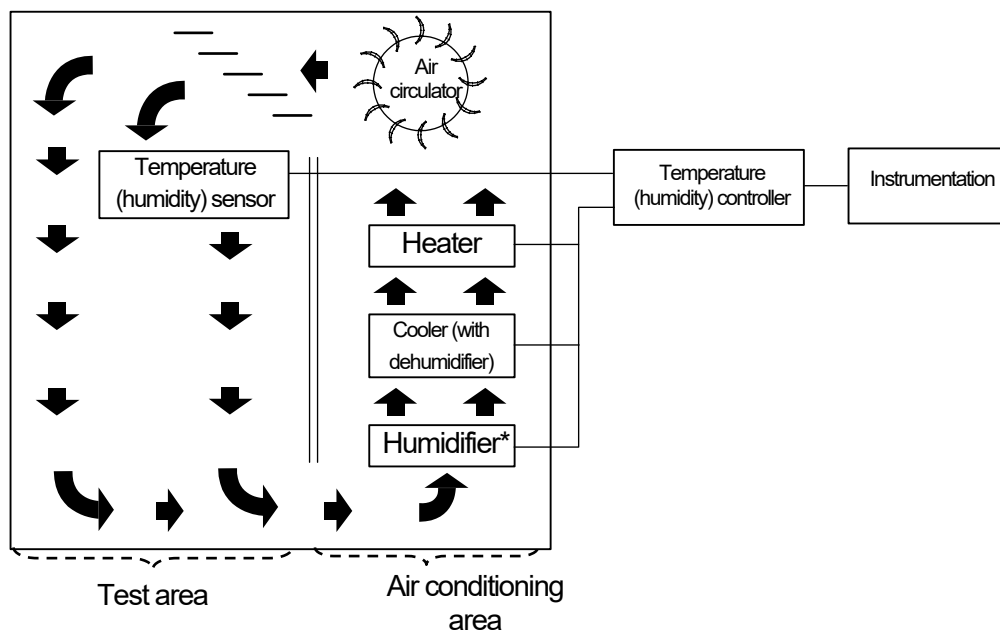 Air
circulator
Temperature
(humidity) sensor
Temperature
(humidity) controller
Instrumentation
Heater
Cooler (with
dehumidifier)
Humidifier*
Test area
Air conditioning
area